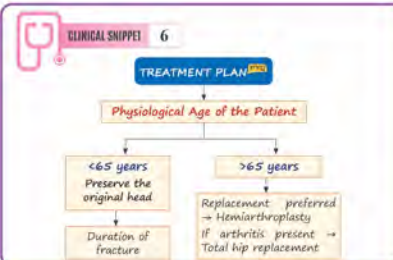 CLINICAL SNIPPET 6
TREATMENT PLAN
Physiological Age of the Patient
<65 years
Preserve the
original head
Duration of
fracture
>65 years
Replacement preferred
→ Hemiarthroplasty
If arthritis present →
Total hip replacement